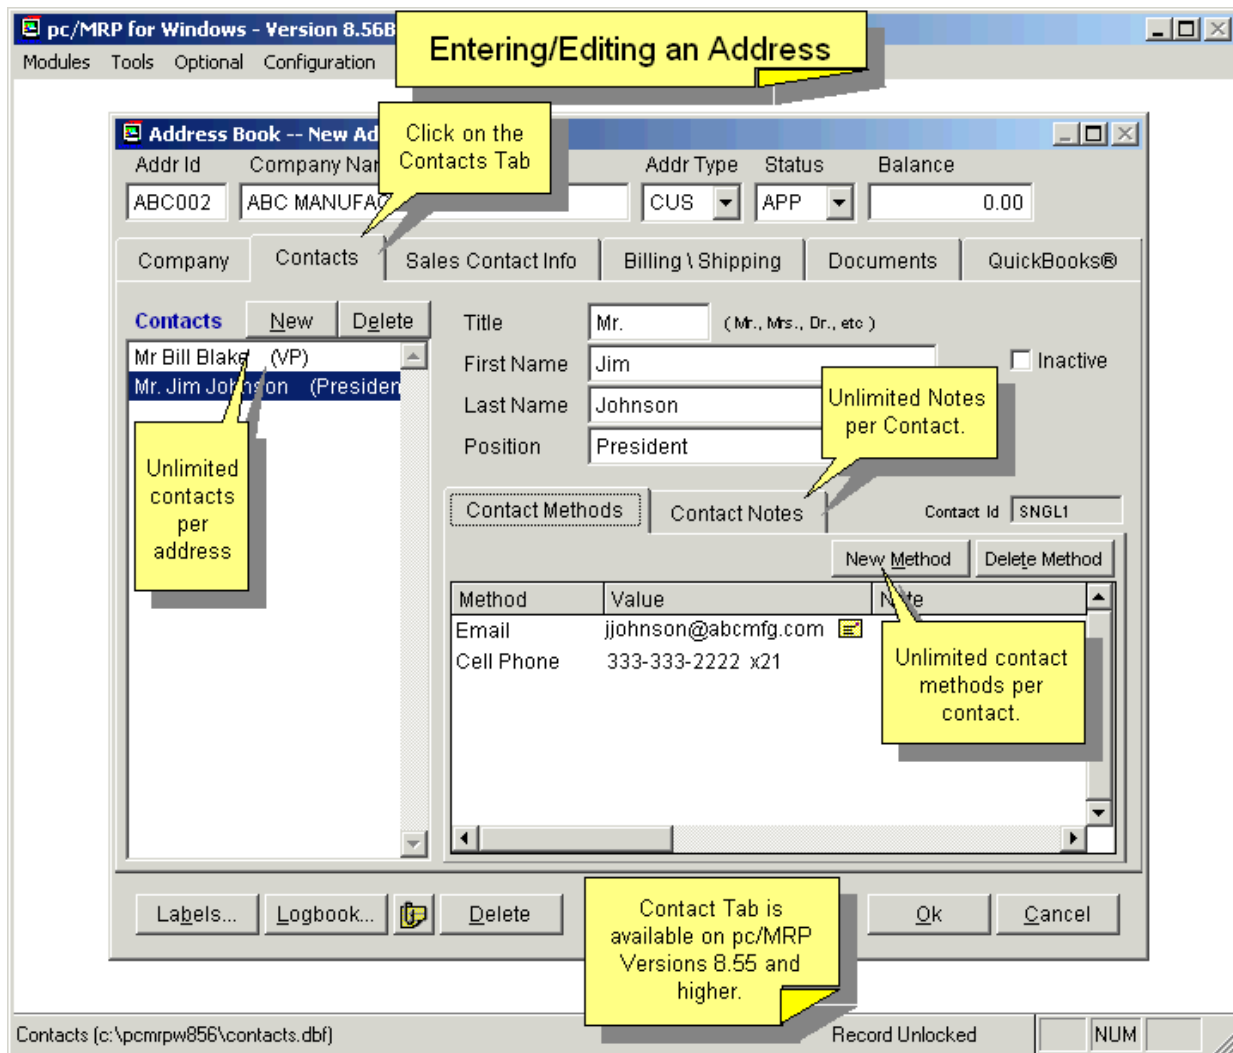 pc/MRP for Windows - Version 8.56B
Entering/Editing an Address
Modules Tools Optional Configuration
Address Book -- New Ad
Click on the
Contacts Tab
Addr Id Company Nar Addr Type Status Balance
ABC002 ABC MANUFAC CUS APP 0.00
Company Contacts Sales Contact Info Billing \ Shipping Documents QuickBooks®
Contacts New Delete
Mr Bill Blake (VP)
Mr. Jim Johnson (Presiden
Unlimited
contacts
per
address
Title Mr. ( Mr., Mrs., Dr., etc )
First Name Jim Inactive
Last Name Johnson
Position President
Unlimited Notes
per Contact.
Contact Methods Contact Notes Contact Id SNGL1
New Method Delete Method
Method Value Note
Email jjohnson@abcmfg.com
Cell Phone 333-333-2222 x21
Unlimited contact
methods per
contact.
Labels... Logbook... Delete Ok Cancel
Contact Tab is
available on pc/MRP
Versions 8.55 and
higher.
Contacts (c:\pcmrpw856\contacts.dbf) Record Unlocked NUM